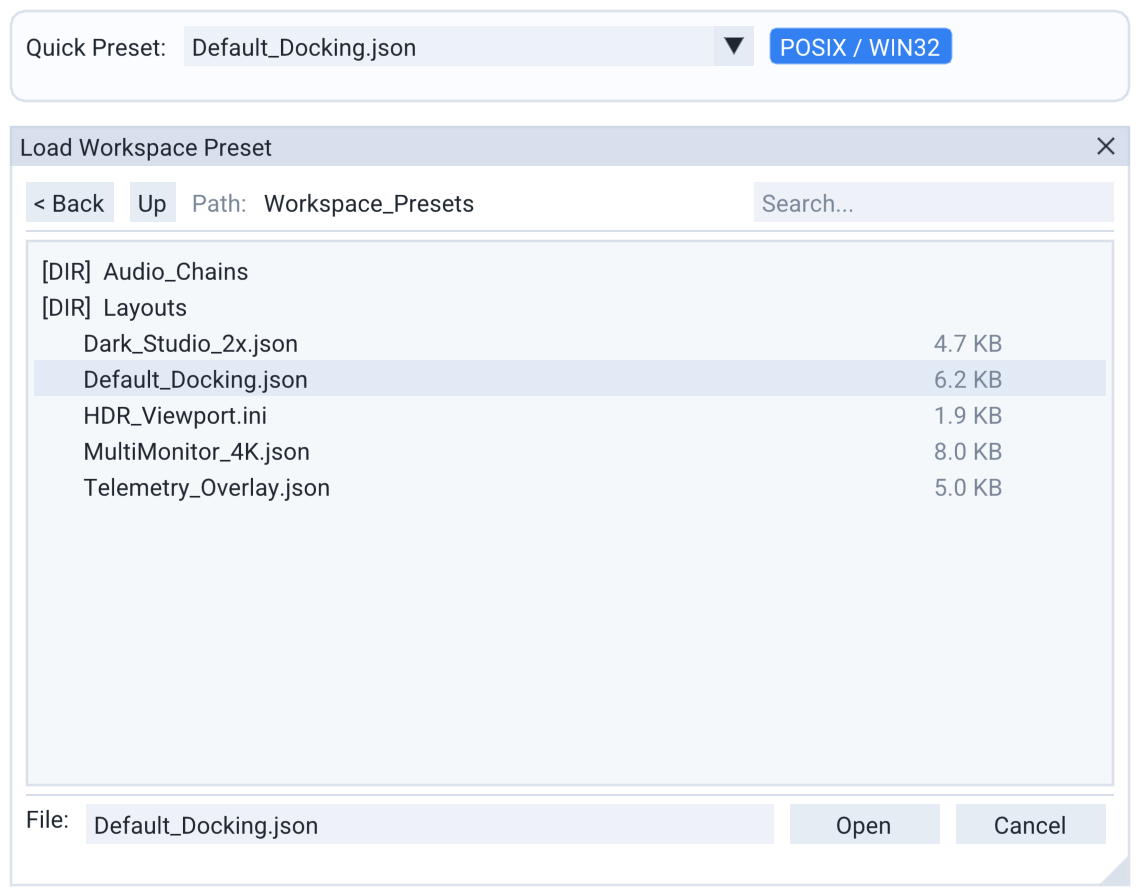 Quick Preset: Default_Docking.json ▼ POSIX / WIN32
Load Workspace Preset
< Back Up Path: Workspace_Presets Search...
[DIR] Audio_Chains
[DIR] Layouts
Dark_Studio_2x.json 4.7 KB
Default_Docking.json 6.2 KB
HDR_Viewport.ini 1.9 KB
MultiMonitor_4K.json 8.0 KB
Telemetry_Overlay.json 5.0 KB
File: Default_Docking.json Open Cancel